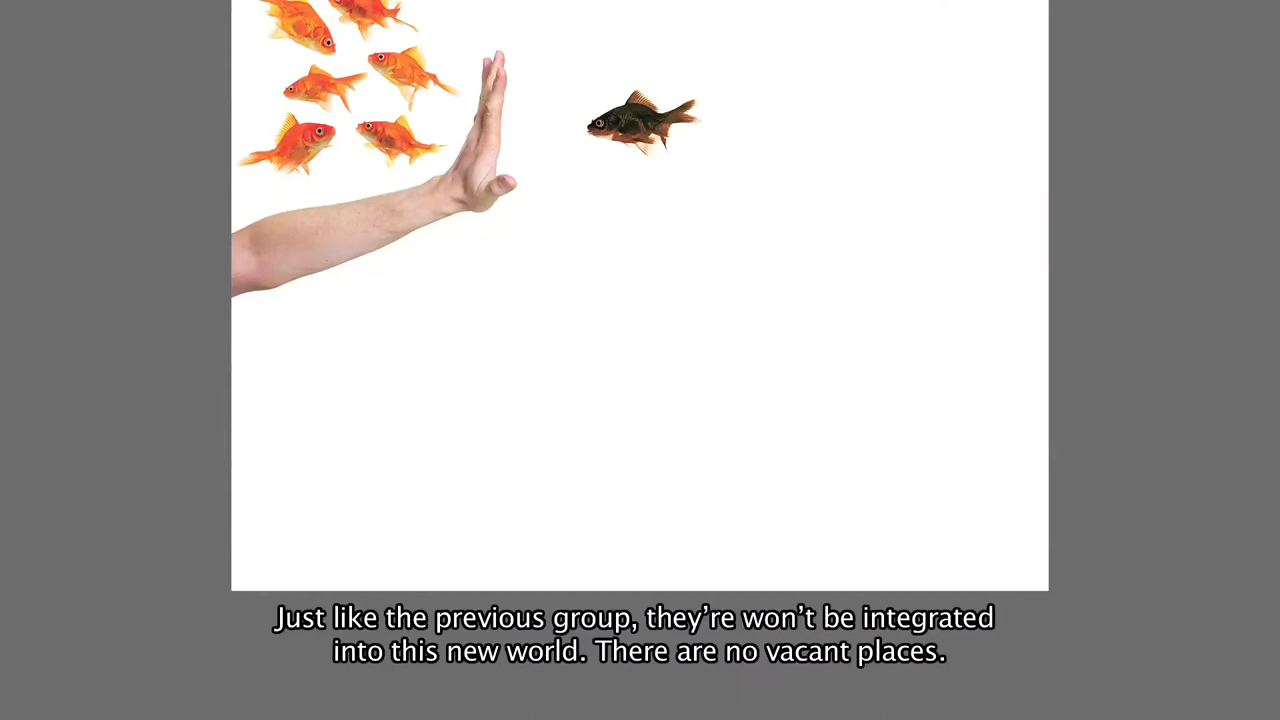 Just like the previous group, they're won't be integrated
into this new world. There are no vacant places.